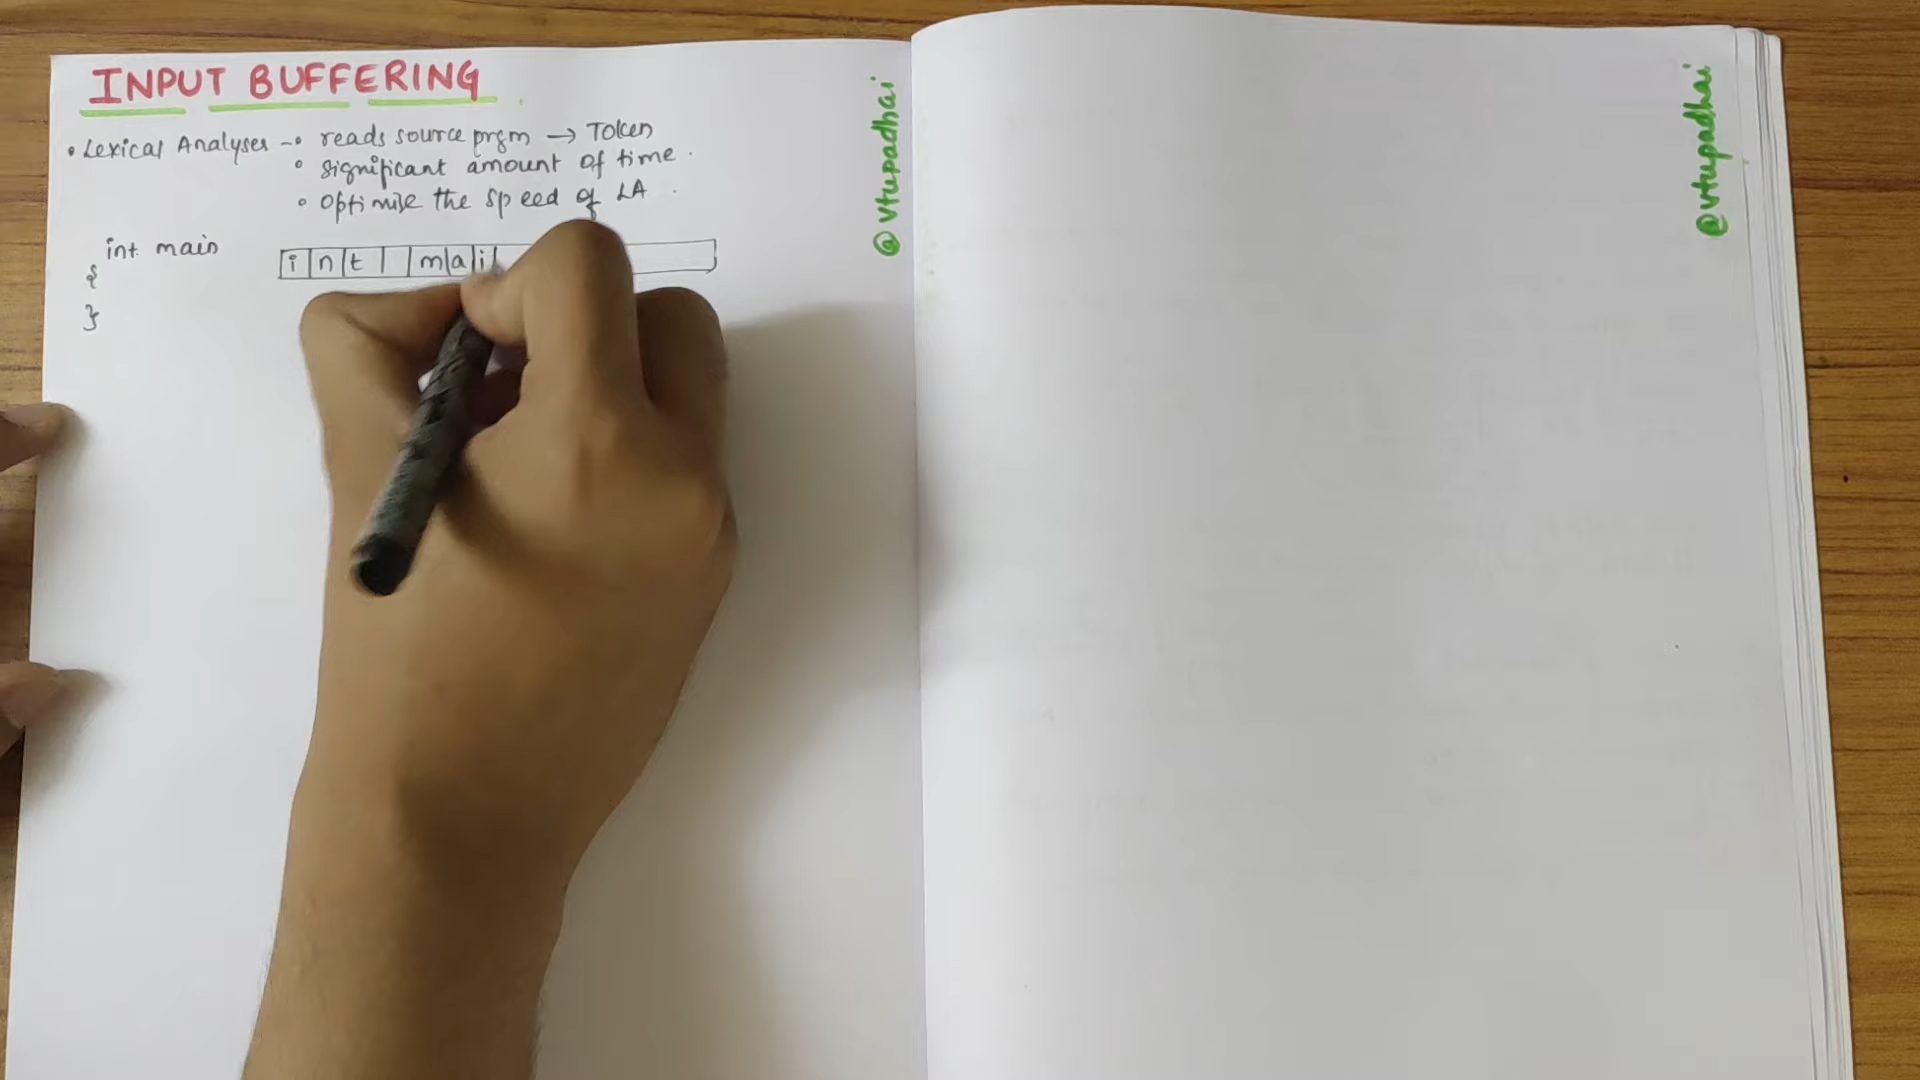 INPUT BUFFERING
• Lexical Analyser - ∘ reads source prgm → Token
∘ significant amount of time.
∘ optimise the speed of LA.
int main
{
}
i n t m a i
@vtupadhai
@vtupadhai